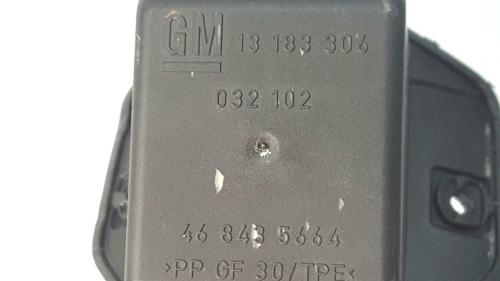 GM 13 183 306
032 102
46 843 5664
>PP GF 30/TPE<